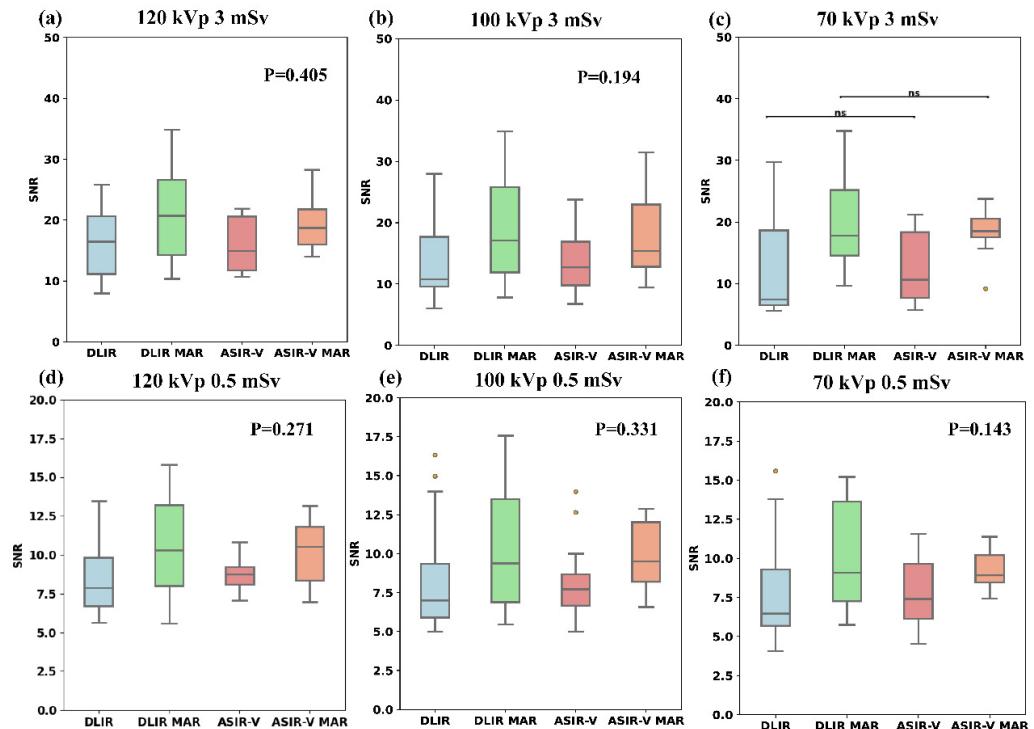 (a) 120 kVp 3 mSv
50
40
30
20
10
0
SNR
P=0.405
DLIR DLIR MAR ASIR-V ASIR-V MAR
(b) 100 kVp 3 mSv
50
40
30
20
10
0
SNR
P=0.194
DLIR DLIR MAR ASIR-V ASIR-V MAR
(c) 70 kVp 3 mSv
50
40
30
20
10
0
SNR
ns
ns
DLIR DLIR MAR ASIR-V ASIR-V MAR
(d) 120 kVp 0.5 mSv
20.0
17.5
15.0
12.5
10.0
7.5
5.0
2.5
0.0
SNR
P=0.271
DLIR DLIR MAR ASIR-V ASIR-V MAR
(e) 100 kVp 0.5 mSv
20.0
17.5
15.0
12.5
10.0
7.5
5.0
2.5
0.0
SNR
P=0.331
DLIR DLIR MAR ASIR-V ASIR-V MAR
(f) 70 kVp 0.5 mSv
20.0
17.5
15.0
12.5
10.0
7.5
5.0
2.5
0.0
SNR
P=0.143
DLIR DLIR MAR ASIR-V ASIR-V MAR